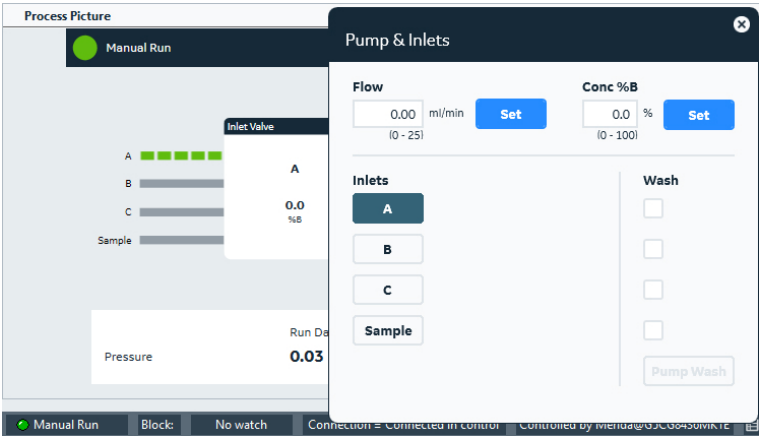 Process Picture
Manual Run
Pump & Inlets
Flow
Conc %B
0.00 ml/min Set
0.0 % Set
(0 - 25)
(0 - 100)
Inlet Valve
A
B
C
Sample
A
0.0
%B
Inlets
Wash
A
B
C
Sample
Pump Wash
Run Da
Pressure
0.03
Manual Run Block: No watch Connection = Connected in control Controlled by